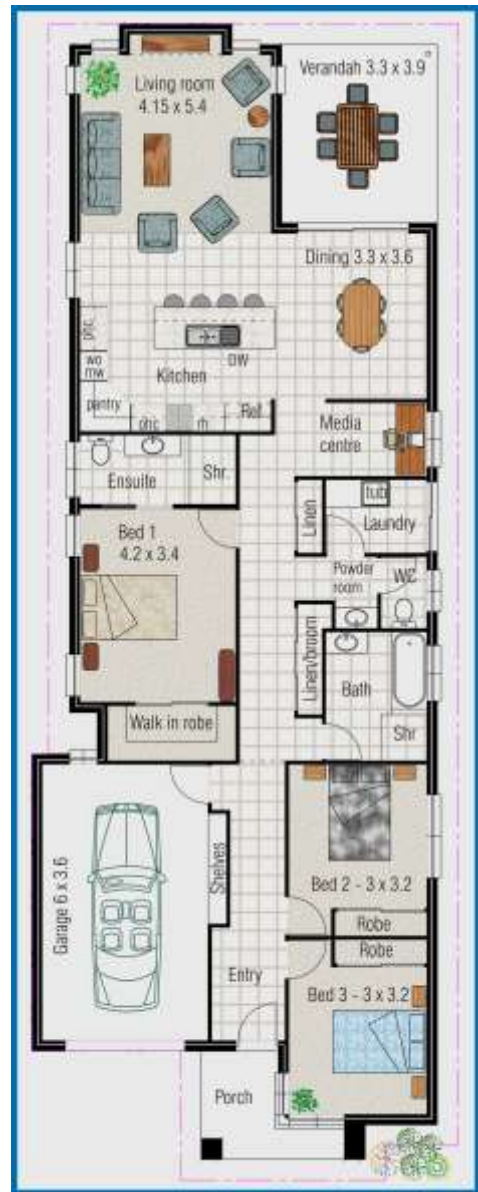 Living room
4.15 x 5.4
Verandah 3.3 x 3.9
Dining 3.3 x 3.6
phc
wo
mw
DW
Kitchen
pantry
phc
rh
Ref
Media
centre
Ensuite
Shr.
Linen
tub
Laundry
Bed 1
4.2 x 3.4
Powder
room
WC
Linen/broom
Bath
Walk in robe
Shr
Garage 6 x 3.6
Shelves
Bed 2 - 3 x 3.2
Robe
Robe
Entry
Bed 3 - 3 x 3.2
Porch